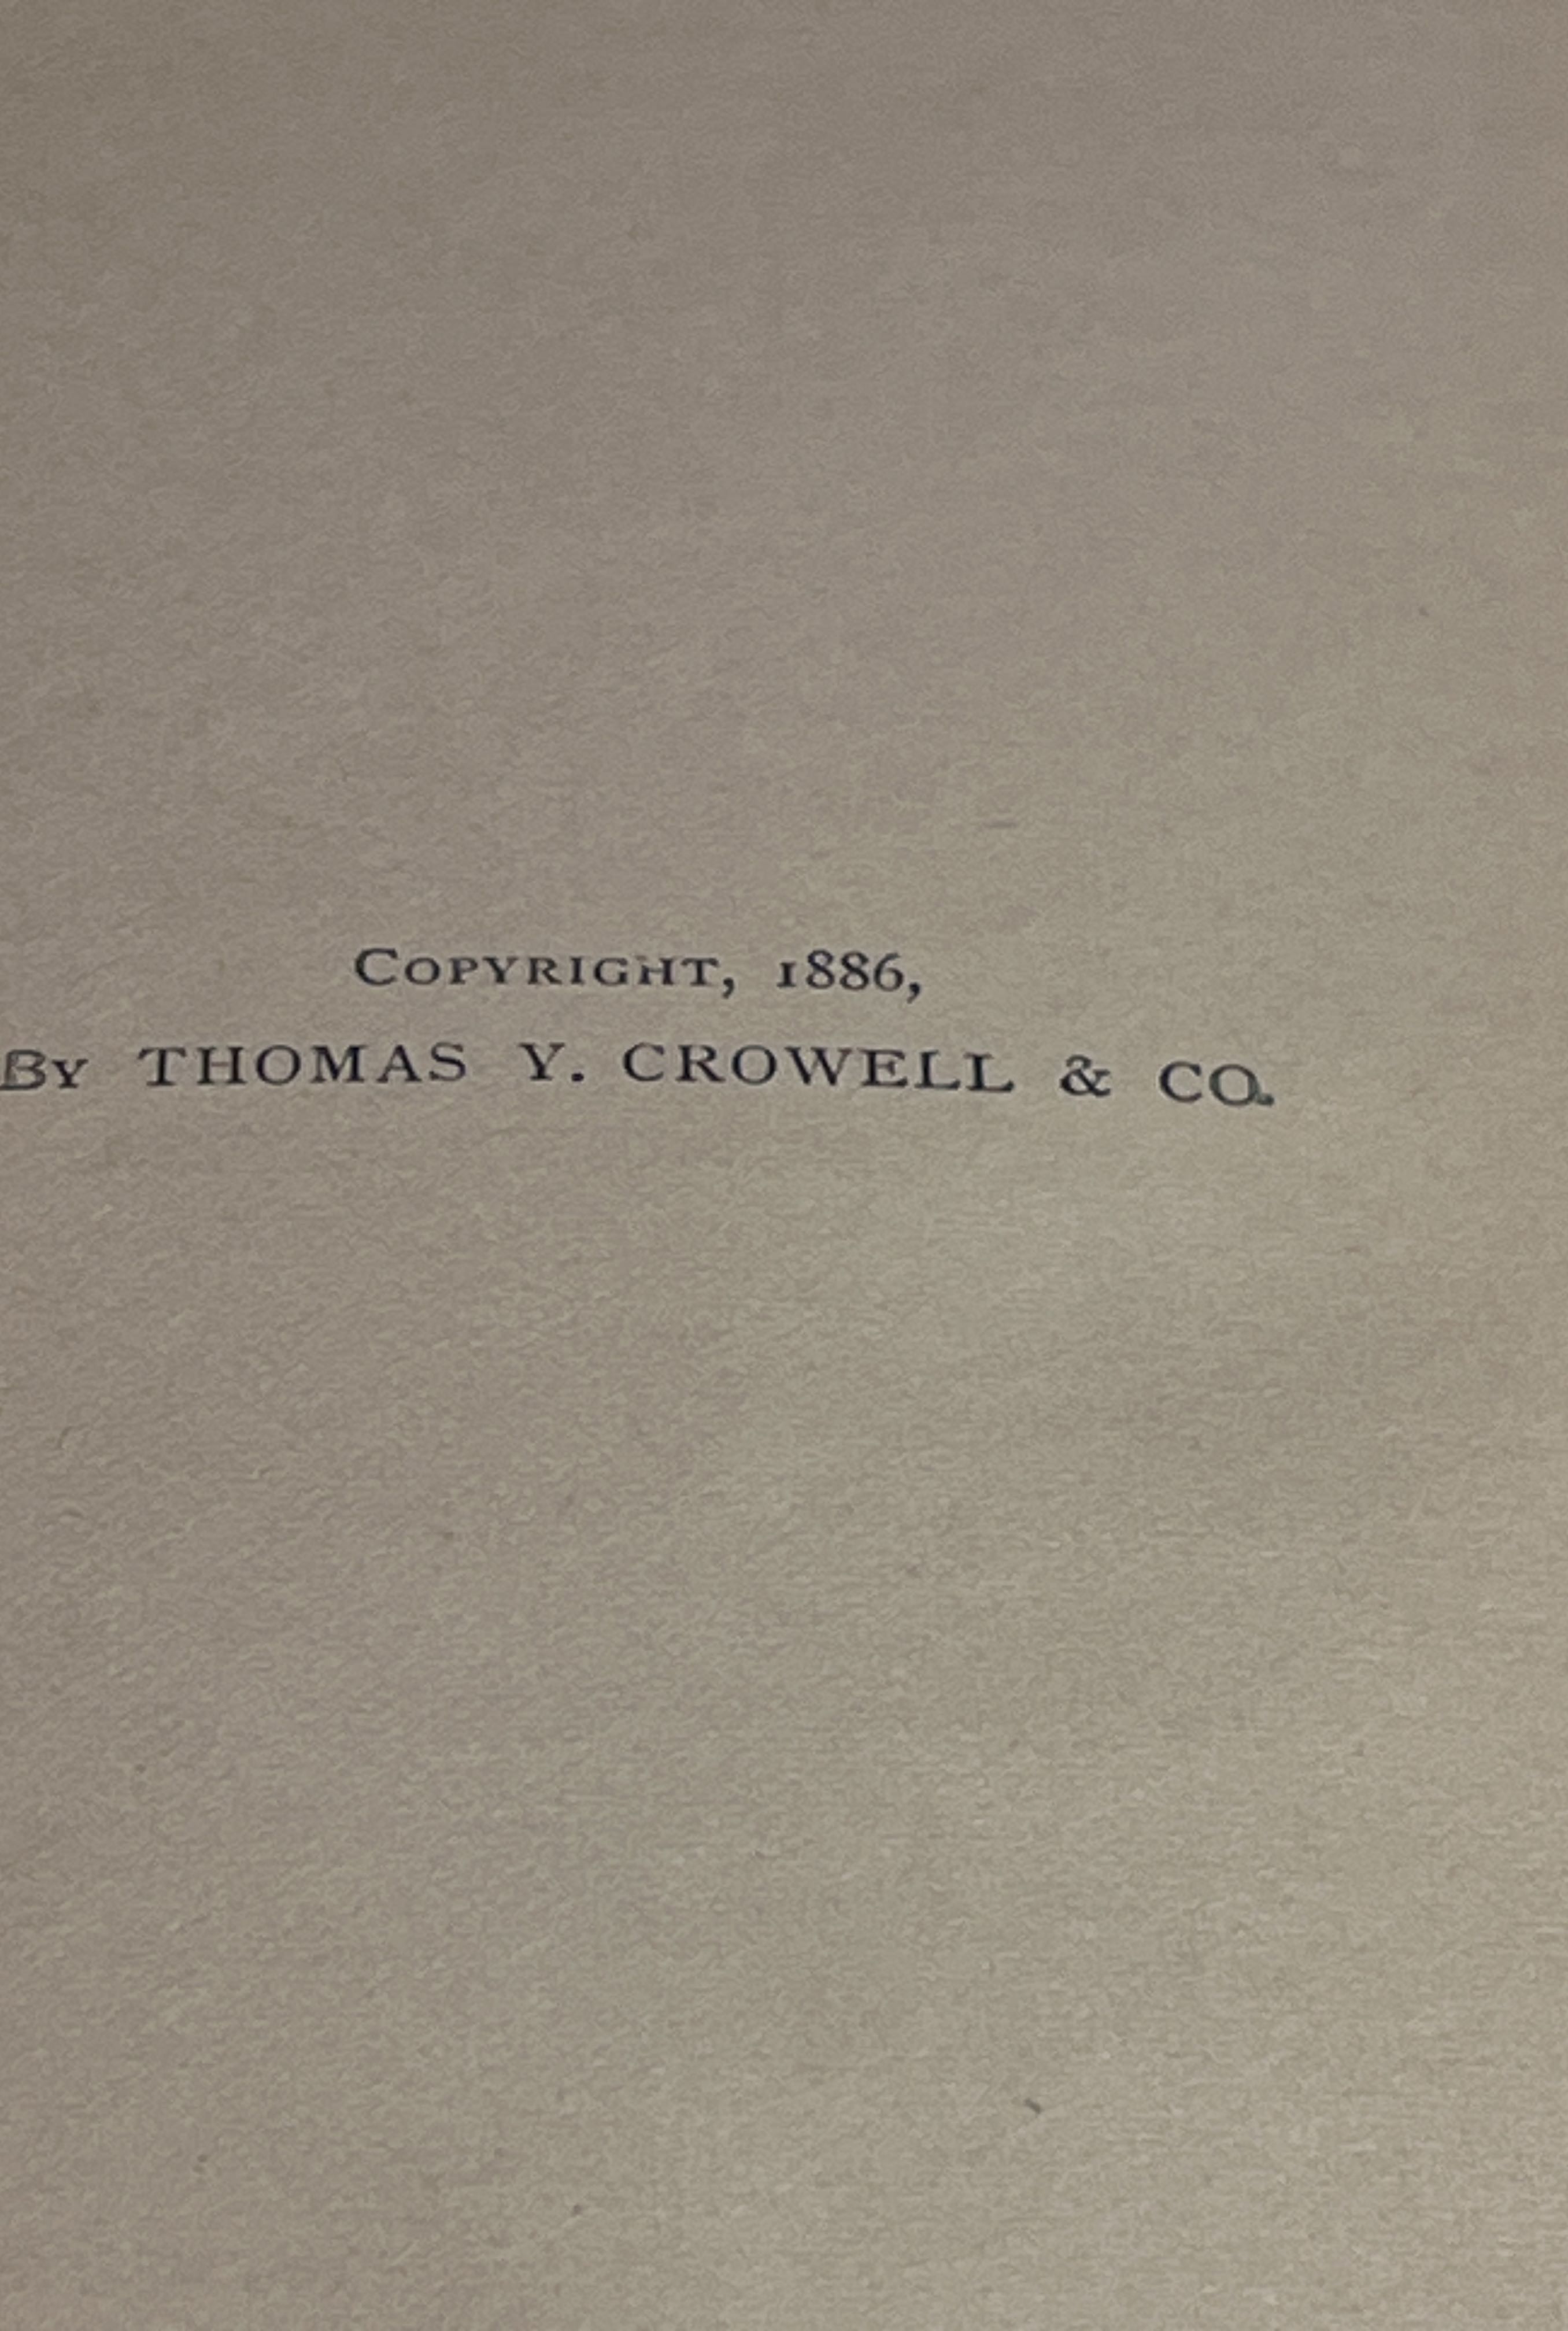 Copyright, 1886,
By THOMAS Y. CROWELL & CO.